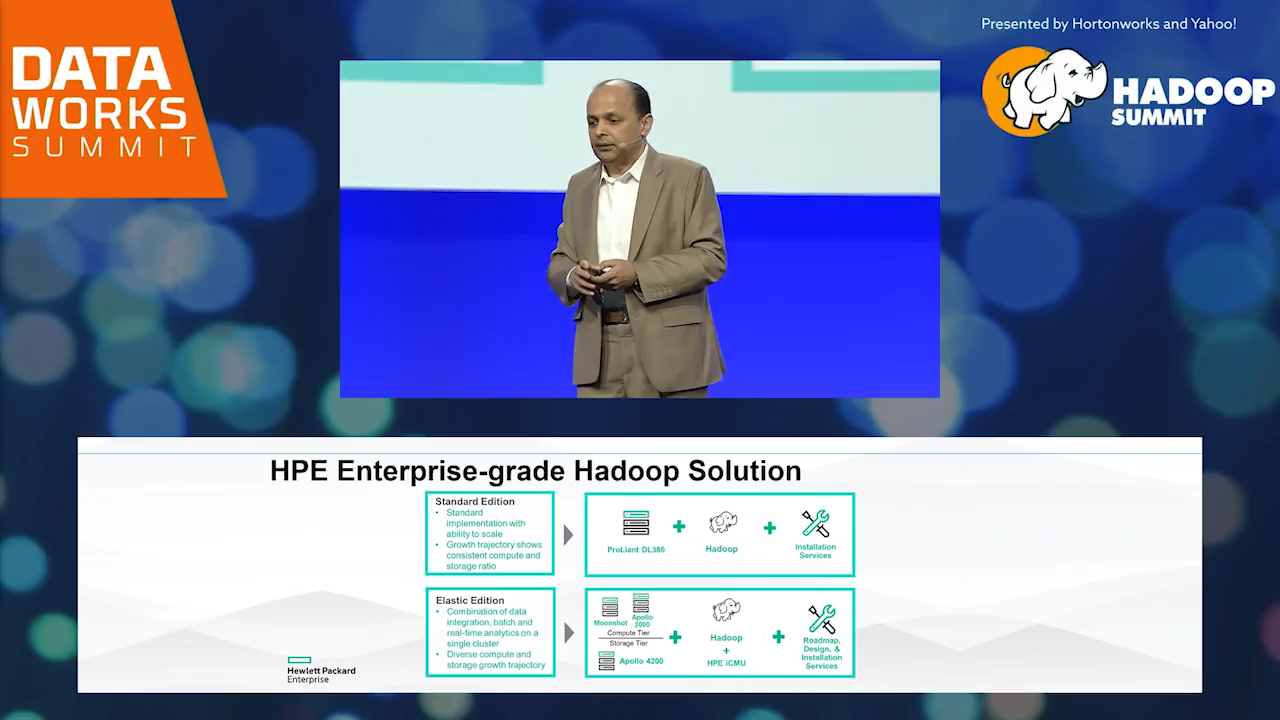 Presented by Hortonworks and Yahoo!
DATA
WORKS
SUMMIT
HADOOP
SUMMIT
HPE Enterprise-grade Hadoop Solution
Standard Edition
• Standard
implementation with
ability to scale
• Growth trajectory shows
consistent compute and
storage ratio
ProLiant DL380
Hadoop
Installation
Services
Elastic Edition
• Combination of data
integration, batch and
real-time analytics on a
single cluster
• Diverse compute and
storage growth trajectory
Moonshot
Apollo
2000
Compute Tier
Storage Tier
Apollo 4200
Hadoop
+
HPE iCMU
Roadmap,
Design, &
Installation
Services
Hewlett Packard
Enterprise